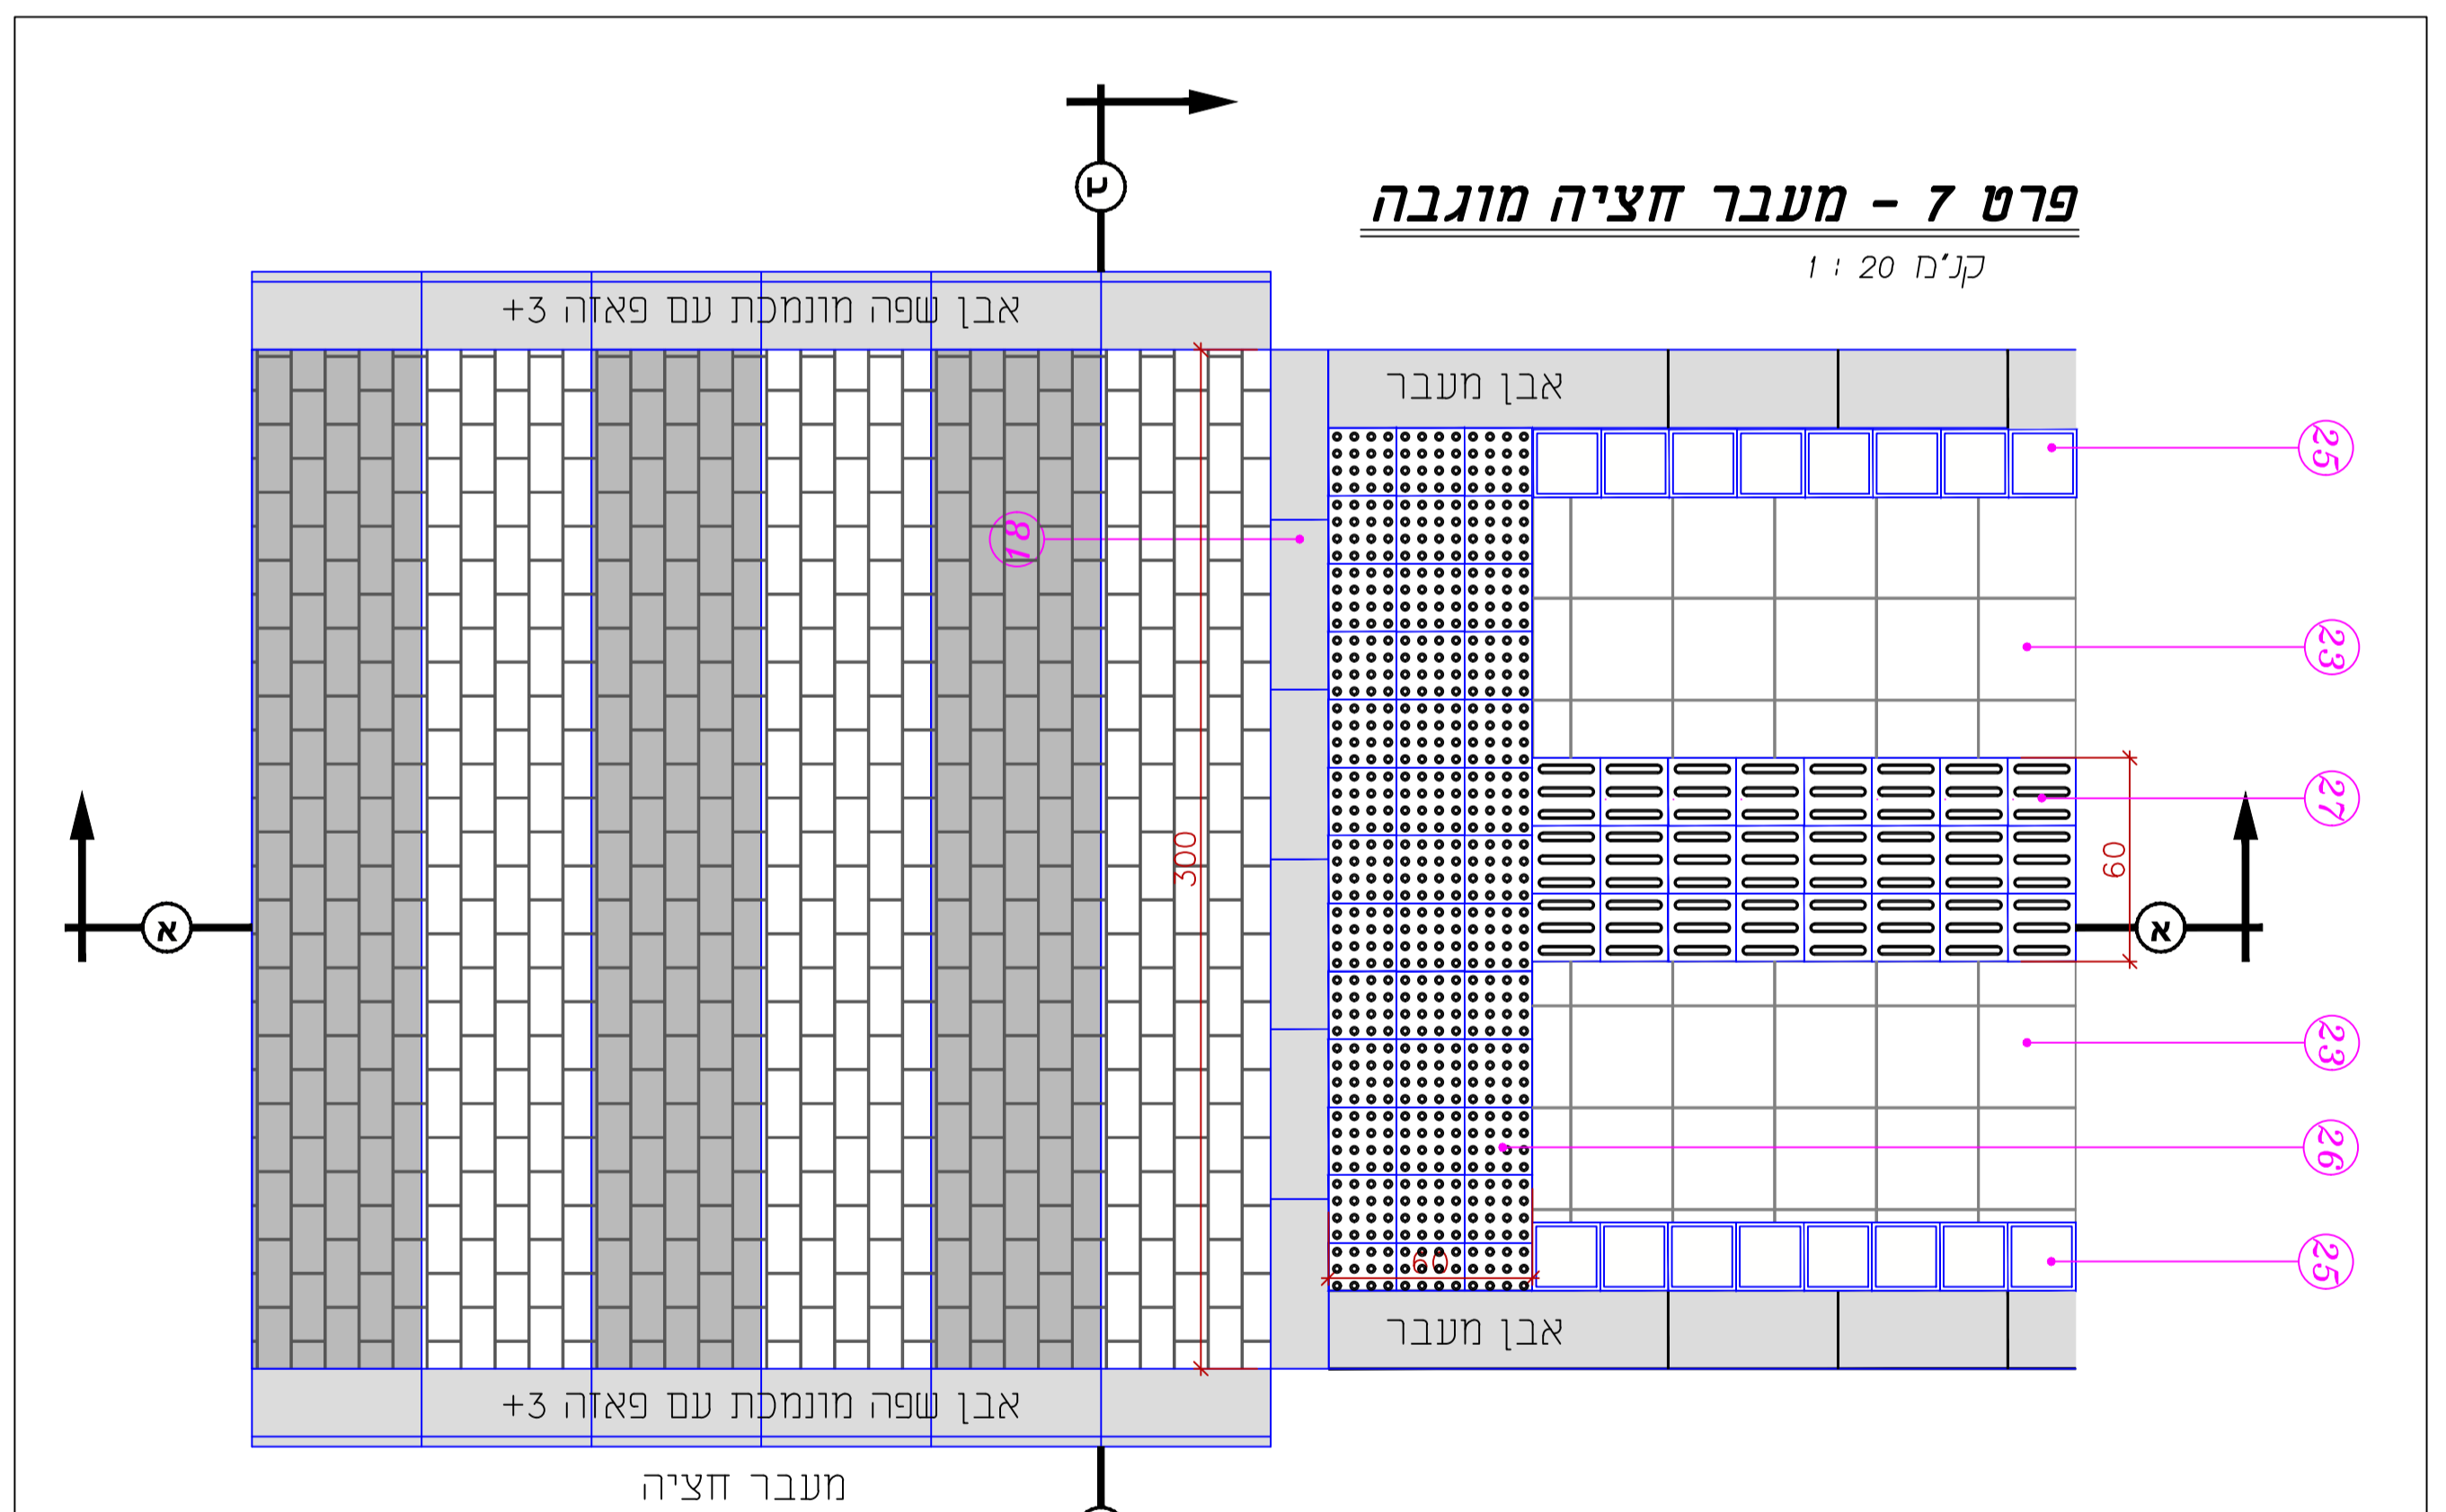 פרט 7 - מעבר חציה מוגבה
קנ'מ 20 : 1
ב
אבן שפה מונמכת עם פאזה 3+
אבן מעבר
25
18
23
27
300
60
א
א
23
26
60
25
אבן מעבר
אבן שפה מונמכת עם פאזה 3+
מעבר חציה